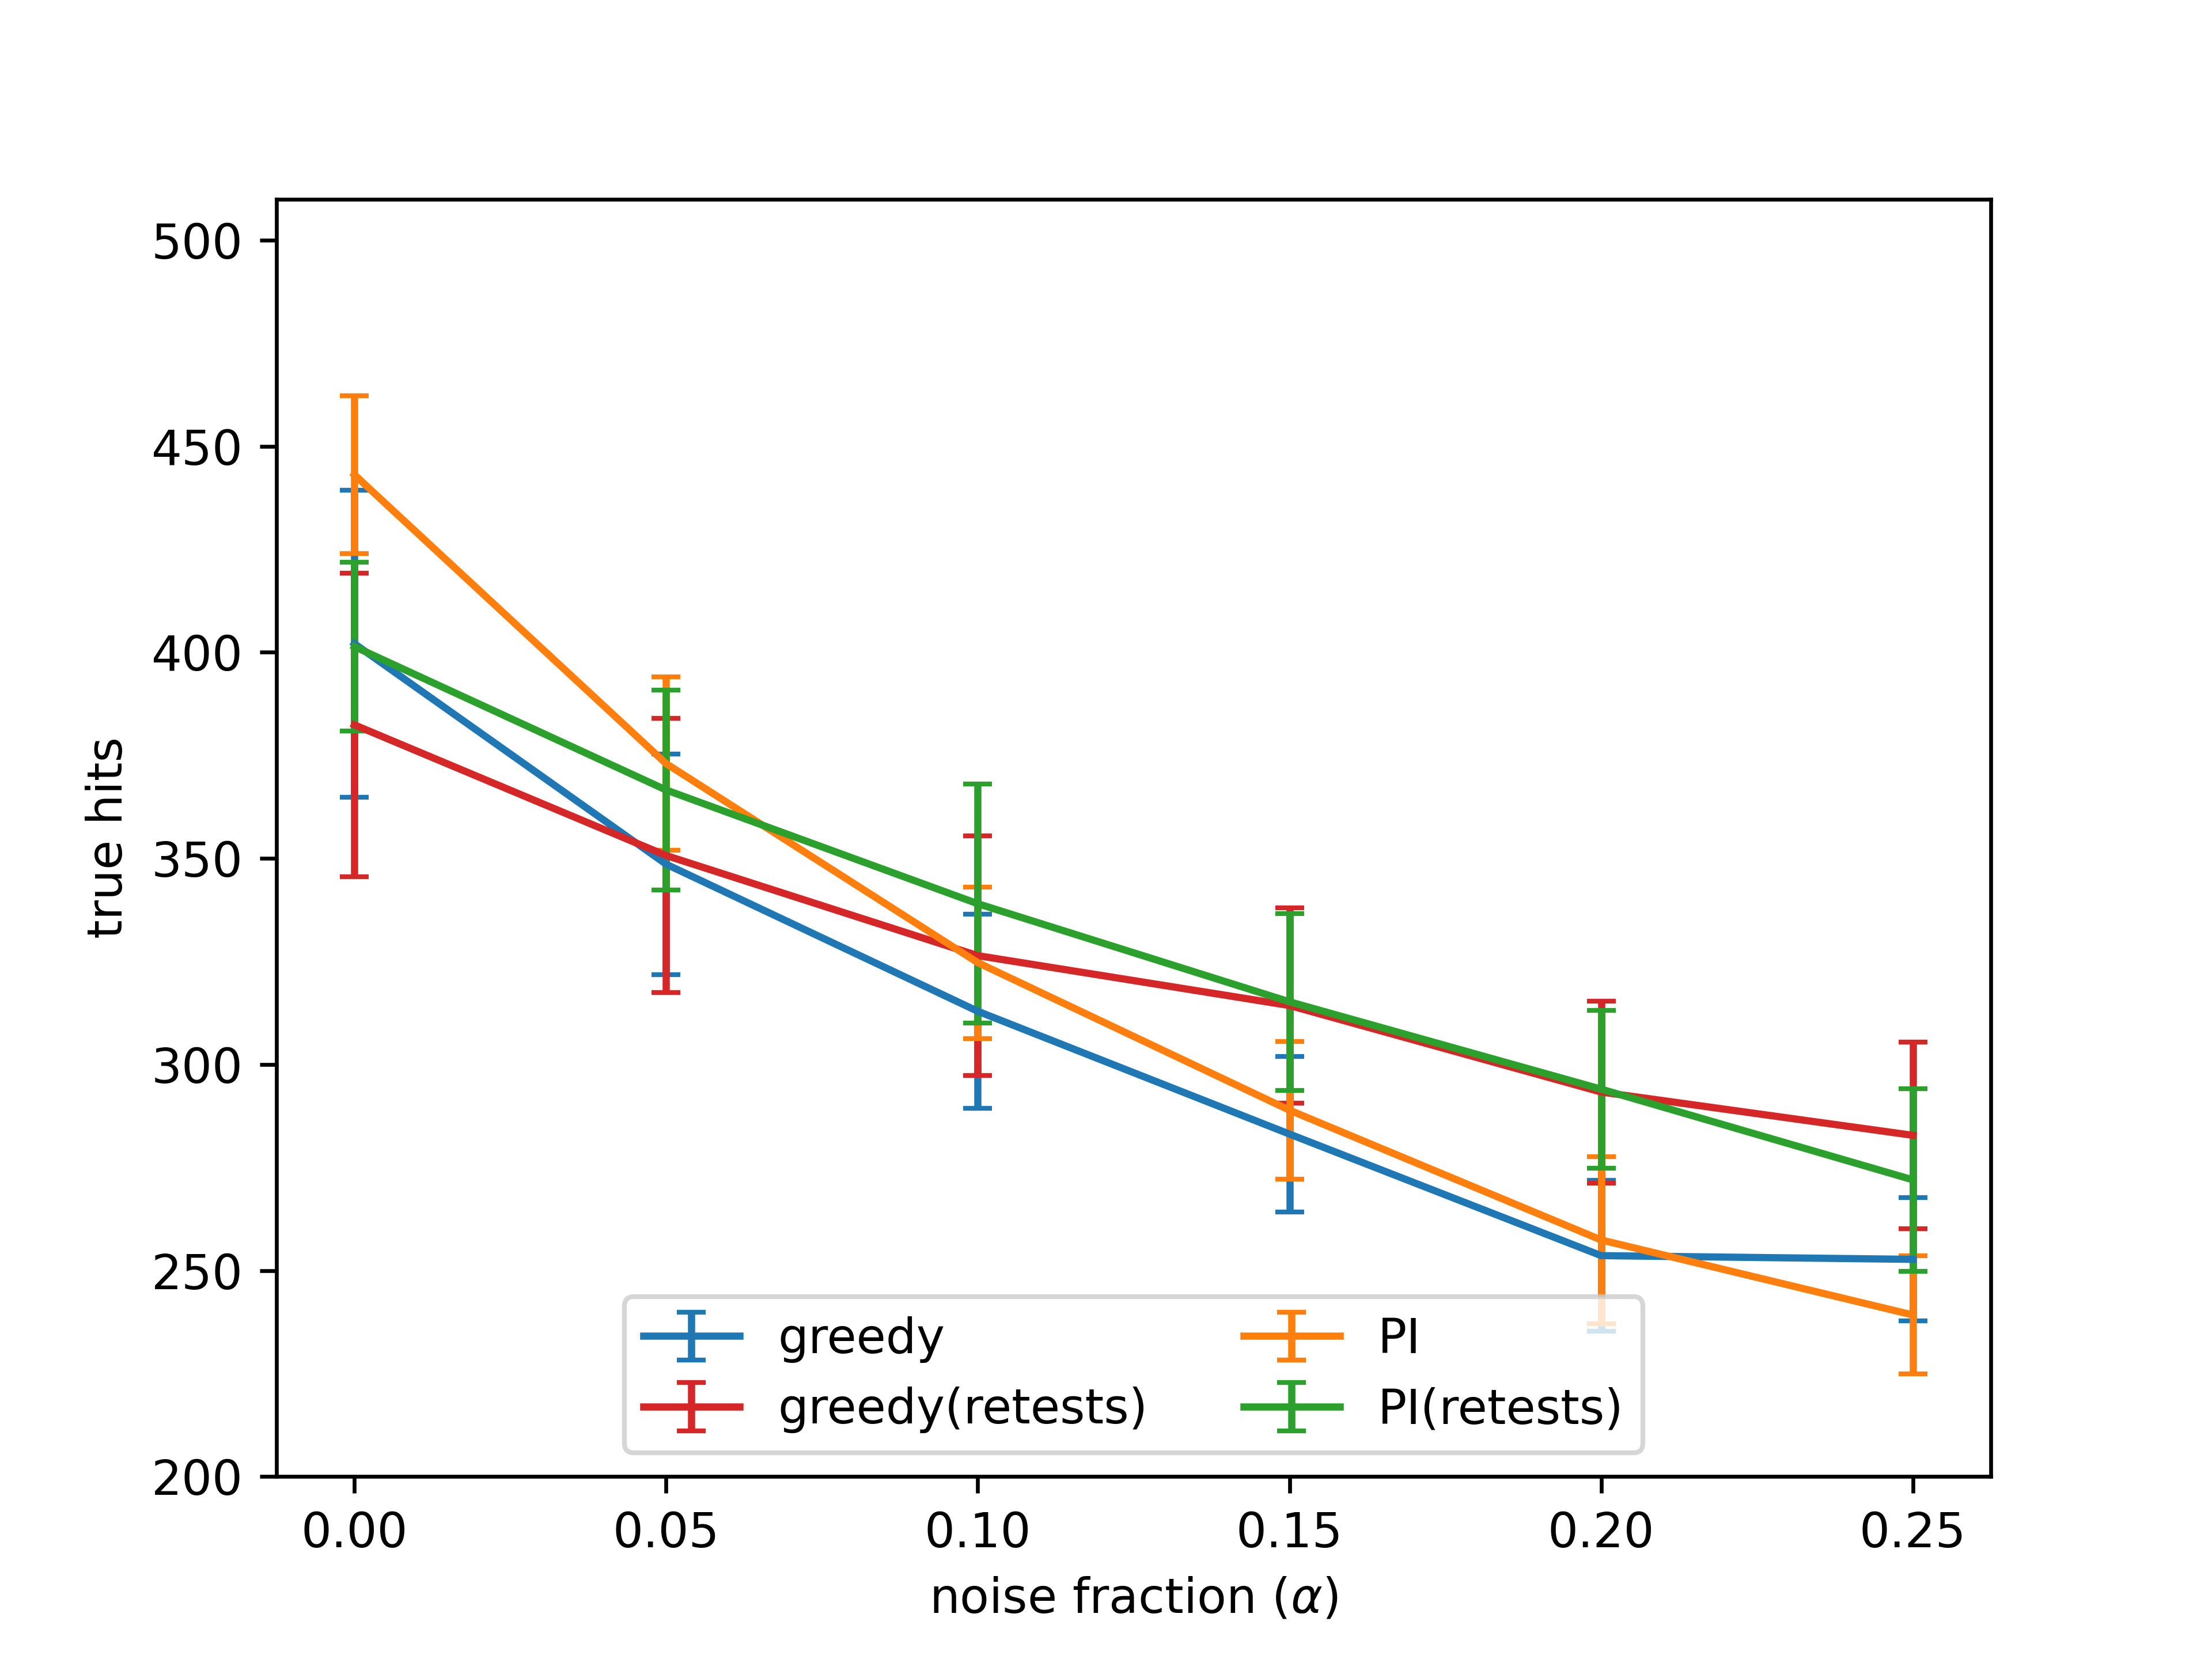 500
450
400
350
300
250
200
true hits
greedy
greedy(retests)
PI
PI(retests)
0.00 0.05 0.10 0.15 0.20 0.25
noise fraction (α)